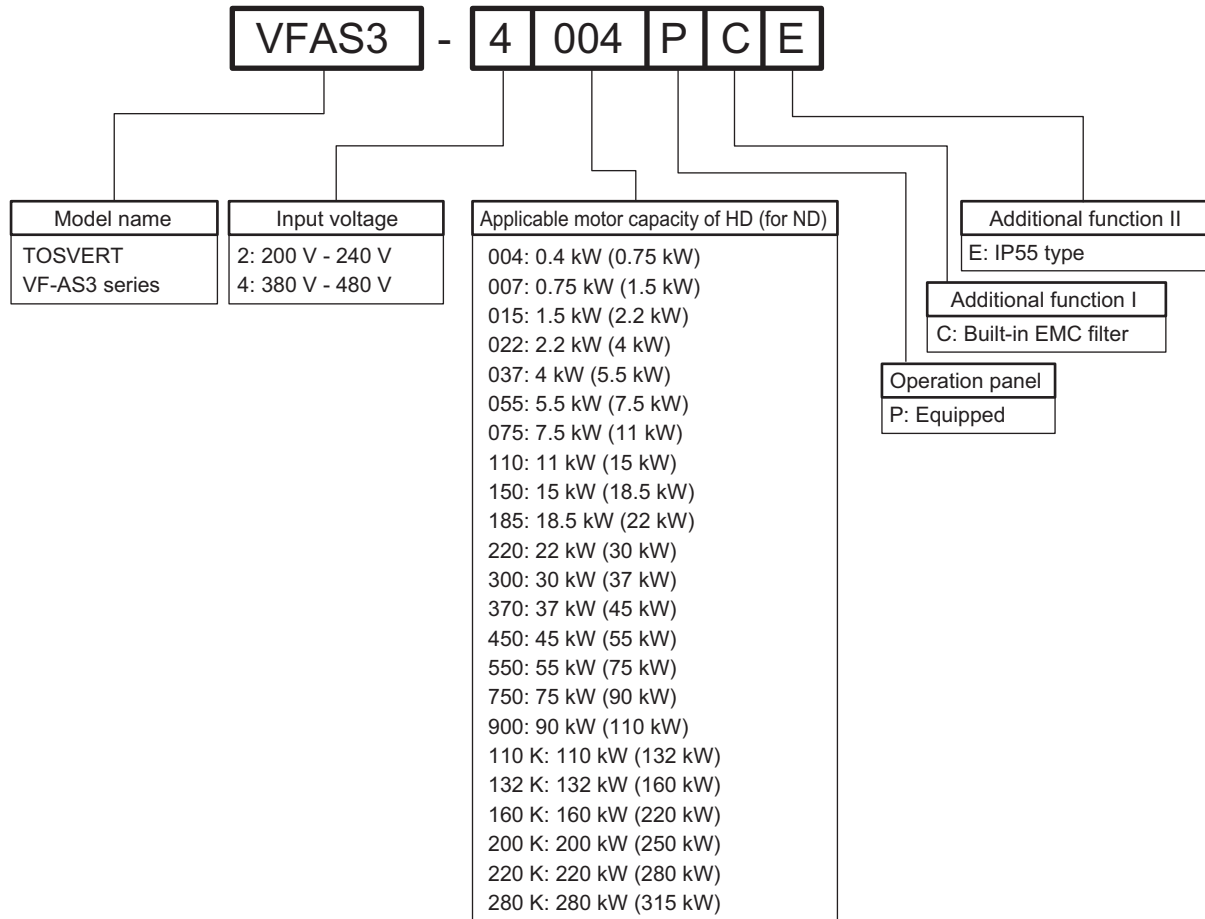 VFAS3 - 4 004 P C E
Model name
TOSVERT
VF-AS3 series
Input voltage
2: 200 V - 240 V
4: 380 V - 480 V
Applicable motor capacity of HD (for ND)
004: 0.4 kW (0.75 kW)
007: 0.75 kW (1.5 kW)
015: 1.5 kW (2.2 kW)
022: 2.2 kW (4 kW)
037: 4 kW (5.5 kW)
055: 5.5 kW (7.5 kW)
075: 7.5 kW (11 kW)
110: 11 kW (15 kW)
150: 15 kW (18.5 kW)
185: 18.5 kW (22 kW)
220: 22 kW (30 kW)
300: 30 kW (37 kW)
370: 37 kW (45 kW)
450: 45 kW (55 kW)
550: 55 kW (75 kW)
750: 75 kW (90 kW)
900: 90 kW (110 kW)
110 K: 110 kW (132 kW)
132 K: 132 kW (160 kW)
160 K: 160 kW (220 kW)
200 K: 200 kW (250 kW)
220 K: 220 kW (280 kW)
280 K: 280 kW (315 kW)
Operation panel
P: Equipped
Additional function I
C: Built-in EMC filter
Additional function II
E: IP55 type